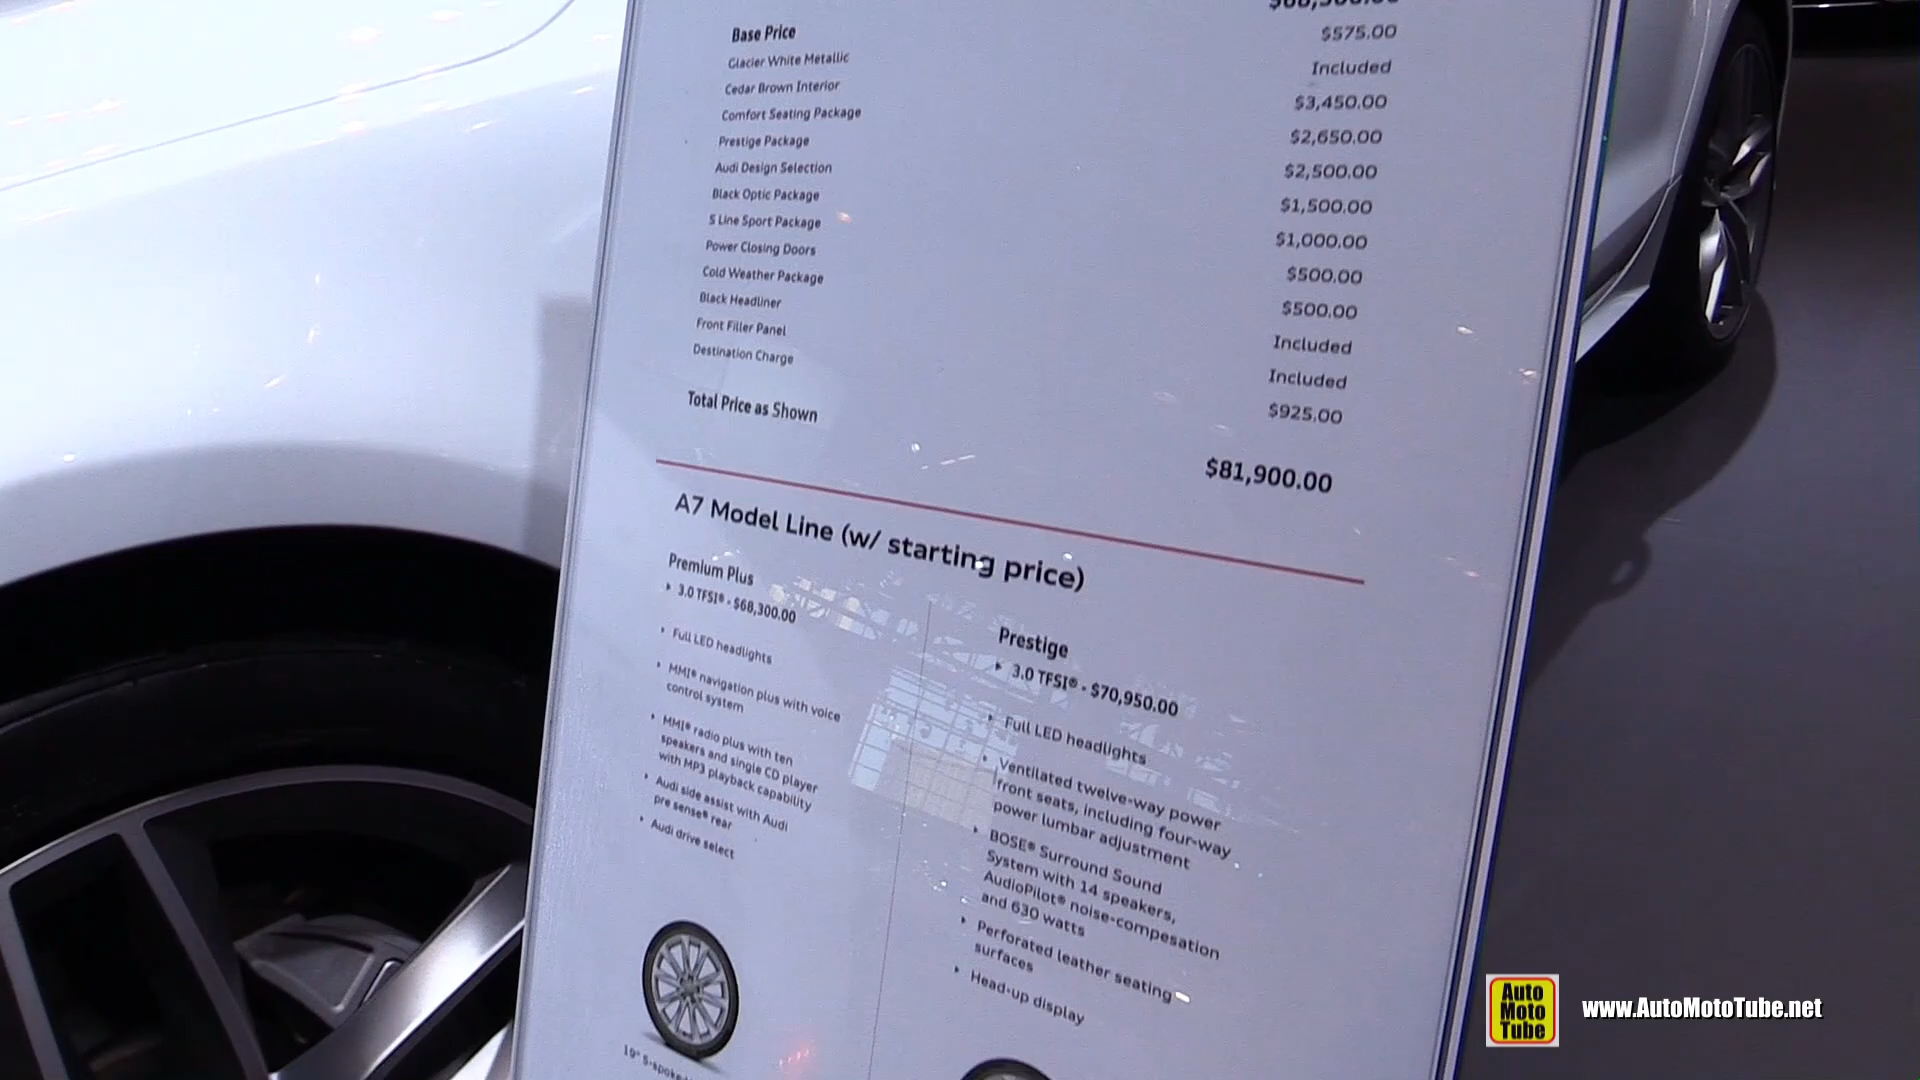 Base Price
$575.00
Glacier White Metallic
Included
Cedar Brown Interior
$3,450.00
Comfort Seating Package
$2,650.00
Prestige Package
$2,500.00
Audi Design Selection
$1,500.00
Black Optic Package
$1,000.00
S Line Sport Package
$500.00
Power Closing Doors
$500.00
Cold Weather Package
Included
Black Headliner
Included
Front Filler Panel
$925.00
Destination Charge
Total Price as Shown
$81,900.00
A7 Model Line (w/ starting price)
Premium Plus
3.0 TFSI® - $68,300.00
Full LED headlights
MMI® navigation plus with voice
control system
MMI® radio plus with ten
speakers and single CD player
with MP3 playback capability
Audi side assist with Audi
pre sense® rear
Audi drive select
Prestige
3.0 TFSI® - $70,950.00
Full LED headlights
Ventilated twelve-way power
front seats, including four-way
power lumbar adjustment
BOSE® Surround Sound
System with 14 speakers,
AudioPilot® noise-compesation
and 630 watts
Perforated leather seating
surfaces
Head-up display
Auto
Moto
Tube
www.AutoMotoTube.net